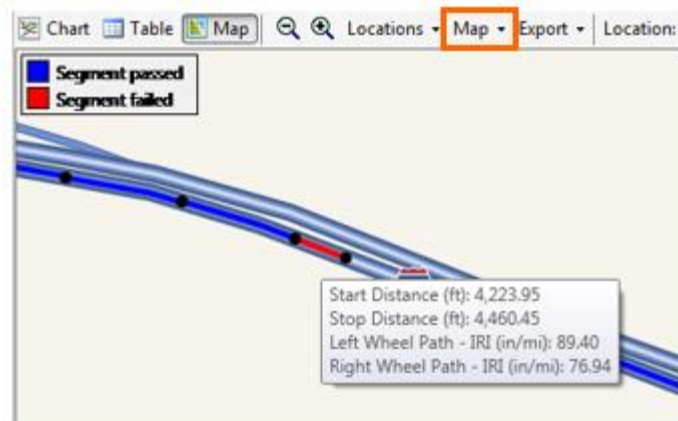 Chart Table Map Locations Map Export Location:
Segment passed
Segment failed
Start Distance (ft): 4,223.95
Stop Distance (ft): 4,460.45
Left Wheel Path - IRI (in/mi): 89.40
Right Wheel Path - IRI (in/mi): 76.94